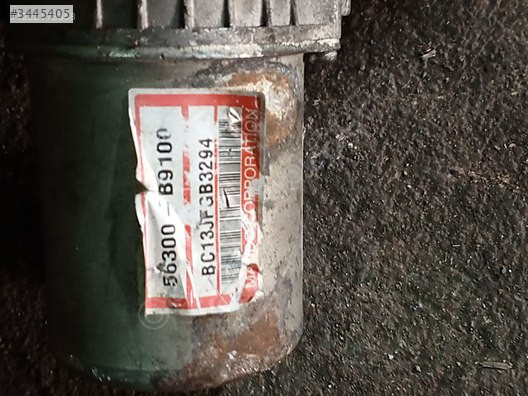 #3445405
56300 - B9100
BC13JFGB3294
CORPORATION